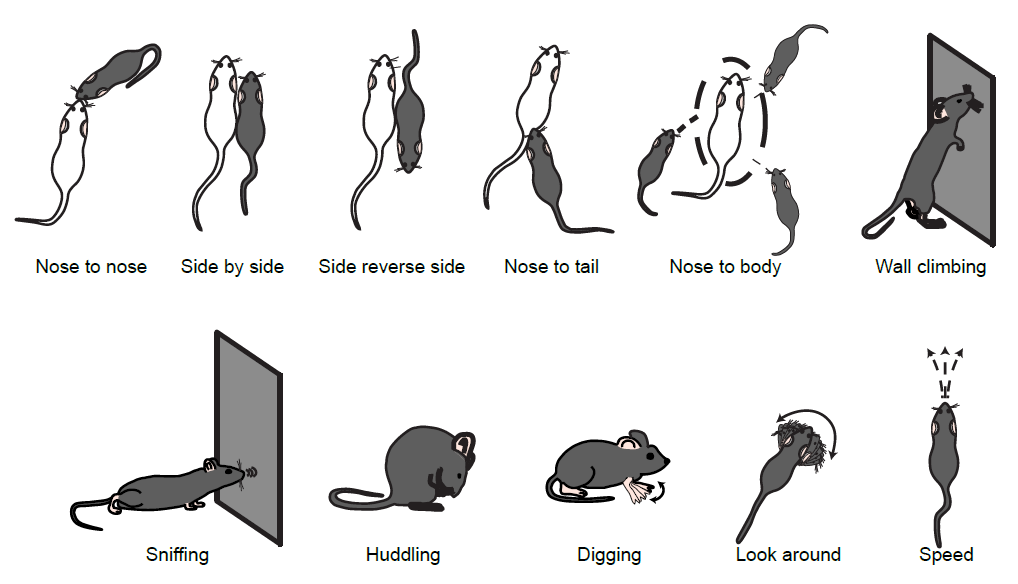 Nose to nose
Side by side
Side reverse side
Nose to tail
Nose to body
Wall climbing
Sniffing
Huddling
Digging
Look around
Speed